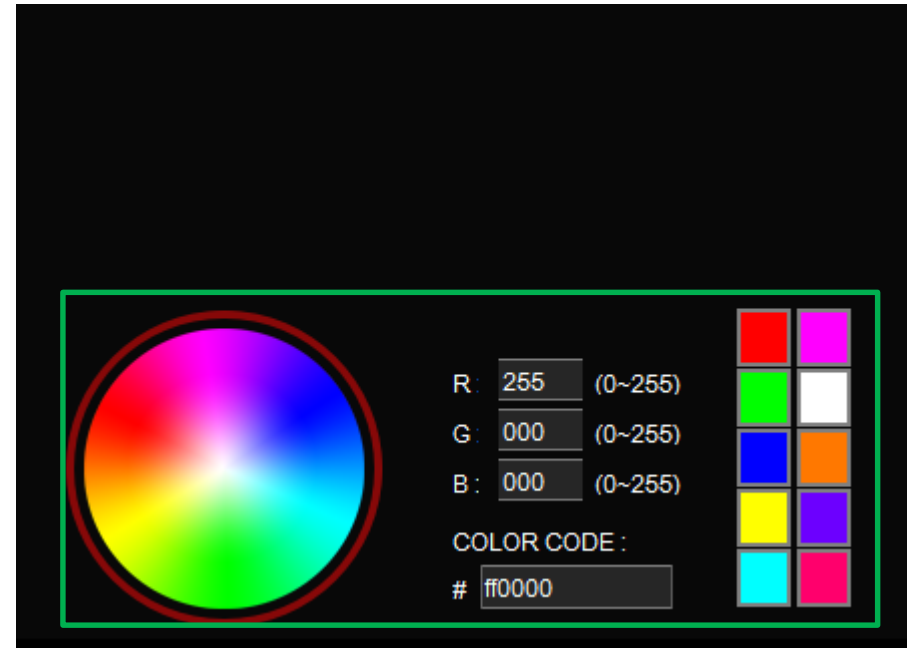 R: 255 (0~255)
G: 000 (0~255)
B: 000 (0~255)
COLOR CODE :
# ff0000